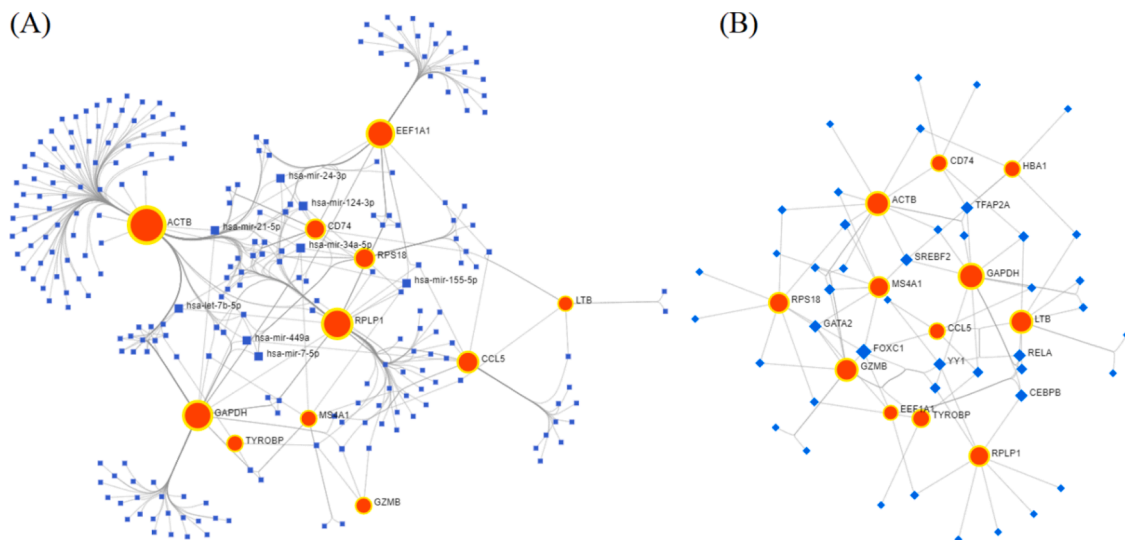 (A)
(B)
EEF1A1
hsa-mir-24-3p
hsa-mir-124-3p
ACTB
hsa-mir-21-5p
CD74
hsa-mir-34a-5p
RPS18
hsa-mir-155-5p
hsa-let-7b-5p
LTB
RPLP1
hsa-mir-449a
hsa-mir-7-5p
CCL5
GAPDH
MS4A1
TYROBP
GZMB
CD74
HBA1
ACTB
TFAP2A
SREBF2
GAPDH
MS4A1
RPS18
LTB
GATA2
CCL5
FOXC1
RELA
YY1
GZMB
CEBPB
EEF1A1
TYROBP
RPLP1